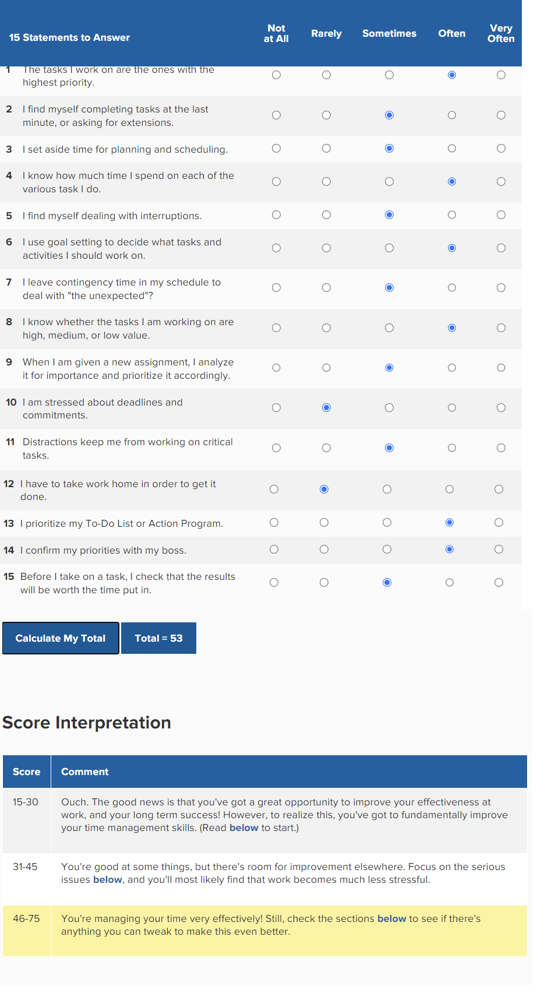 15 Statements to Answer
Not
at All
Rarely
Sometimes
Often
Very
Often
1 The tasks I work on are the ones with the
highest priority.
2 I find myself completing tasks at the last
minute, or asking for extensions.
3 I set aside time for planning and scheduling.
4 I know how much time I spend on each of the
various task I do.
5 I find myself dealing with interruptions.
6 I use goal setting to decide what tasks and
activities I should work on.
7 I leave contingency time in my schedule to
deal with "the unexpected"?
8 I know whether the tasks I am working on are
high, medium, or low value.
9 When I am given a new assignment, I analyze
it for importance and prioritize it accordingly.
10 I am stressed about deadlines and
commitments.
11 Distractions keep me from working on critical
tasks.
12 I have to take work home in order to get it
done.
13 I prioritize my To-Do List or Action Program.
14 I confirm my priorities with my boss.
15 Before I take on a task, I check that the results
will be worth the time put in.
Calculate My Total
Total = 53
Score Interpretation
Score Comment
15-30 Ouch. The good news is that you've got a great opportunity to improve your effectiveness at
work, and your long term success! However, to realize this, you've got to fundamentally improve
your time management skills. (Read below to start.)
31-45 You're good at some things, but there's room for improvement elsewhere. Focus on the serious
issues below, and you'll most likely find that work becomes much less stressful.
46-75 You're managing your time very effectively! Still, check the sections below to see if there's
anything you can tweak to make this even better.